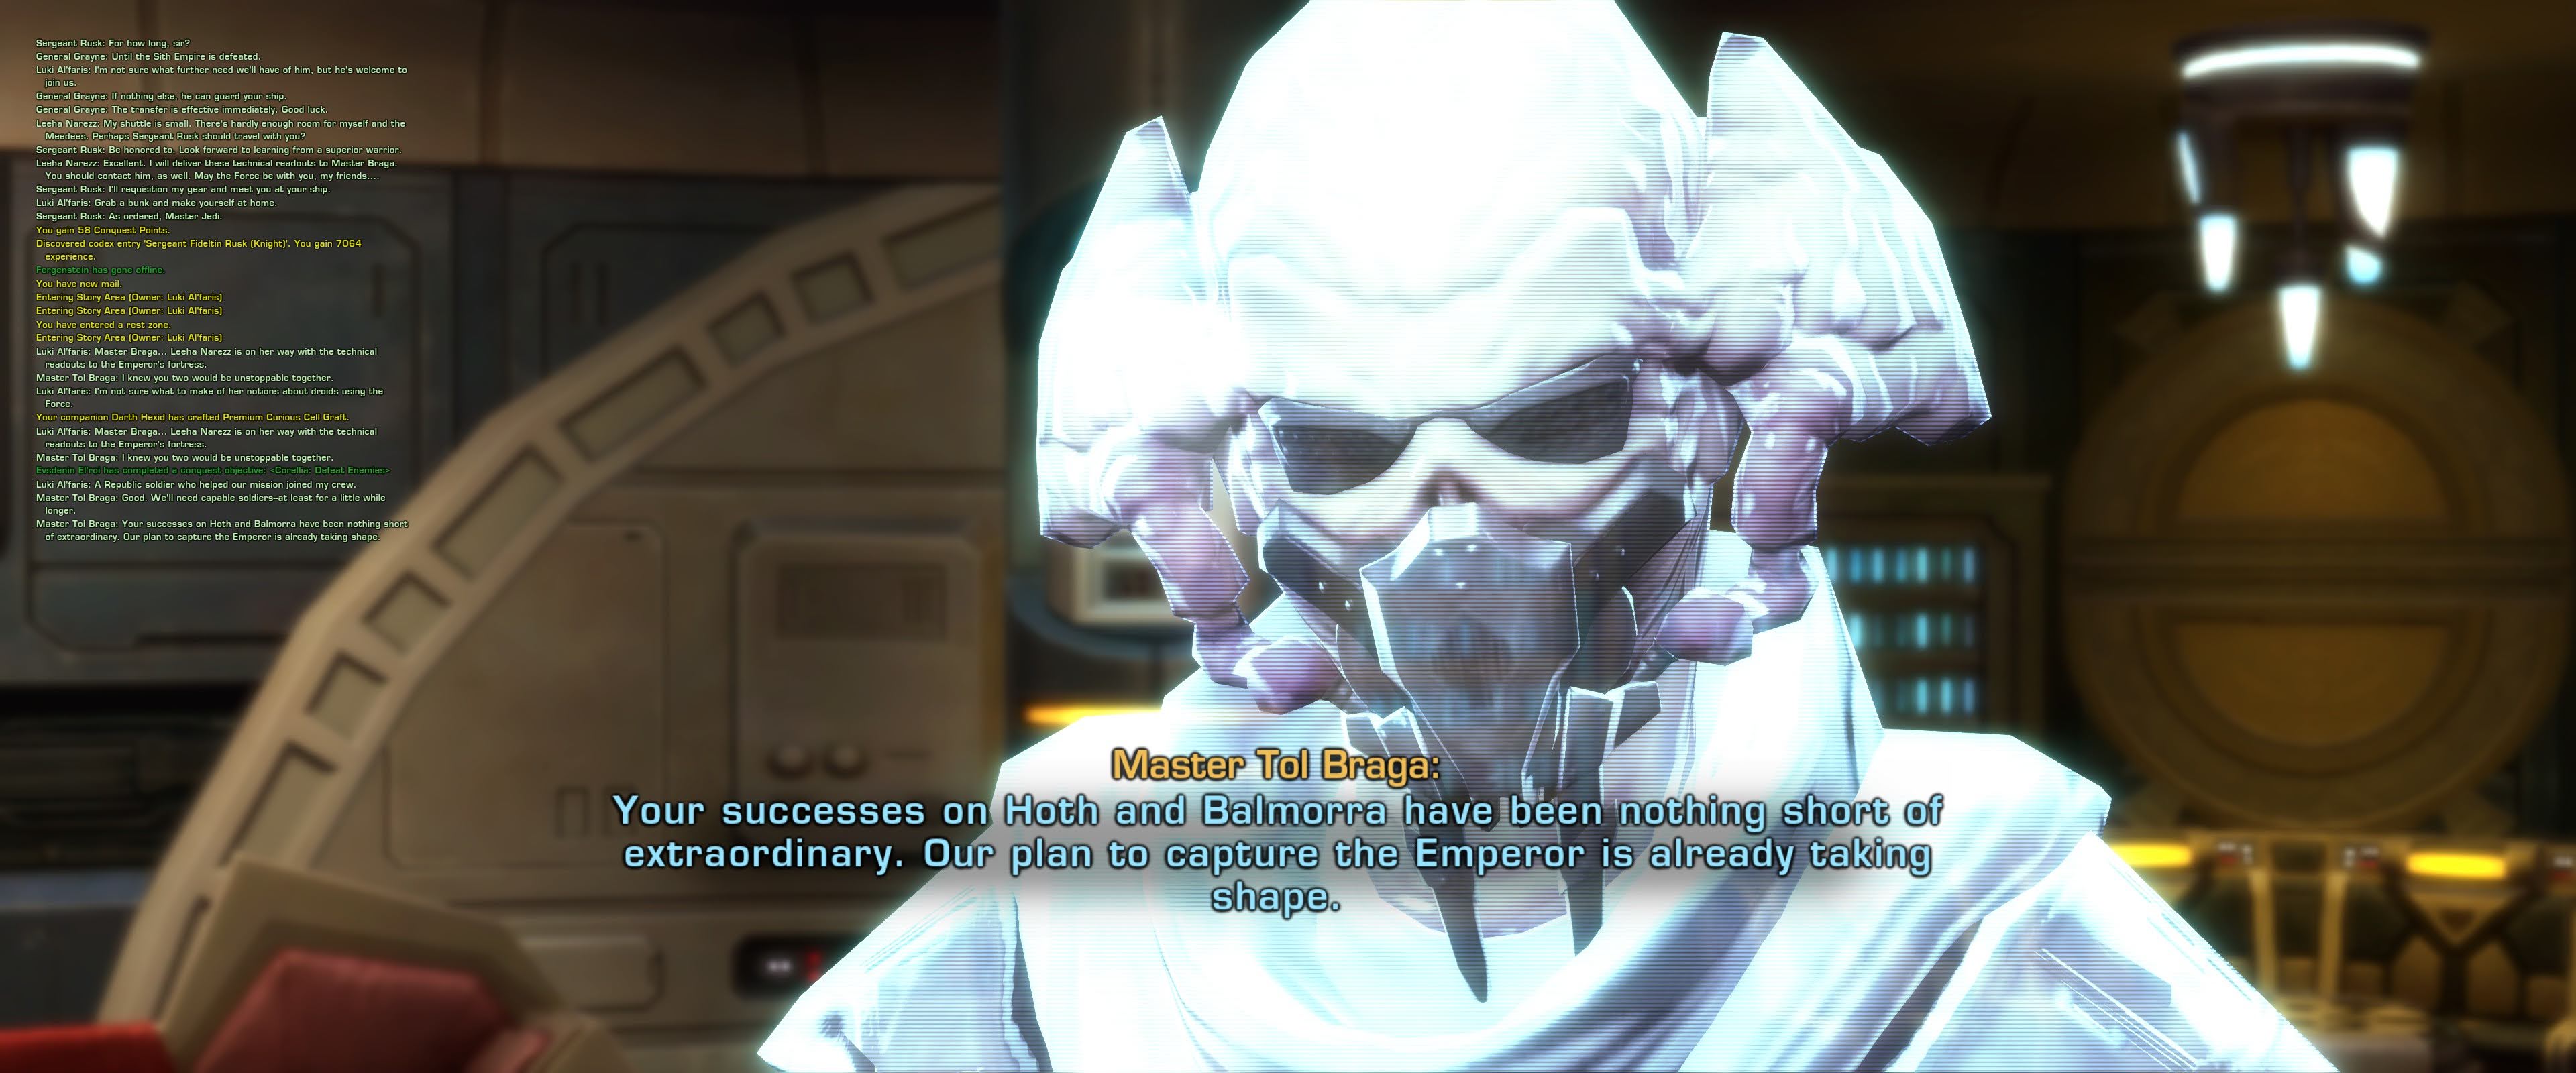 Sergeant Rusk: For how long, sir?
General Grayne: Until the Sith Empire is defeated.
Luki Al'faris: I'm not sure what further need we'll have of him, but he's welcome to
join us.
General Grayne: If nothing else, he can guard your ship.
General Grayne: The transfer is effective immediately. Good luck.
Leeha Narezz: My shuttle is small. There's hardly enough room for myself and the
Meedees. Perhaps Sergeant Rusk should travel with you?
Sergeant Rusk: Be honored to. Look forward to learning from a superior warrior.
Leeha Narezz: Excellent. I will deliver these technical readouts to Master Braga.
You should contact him, as well. May the Force be with you, my friends....
Sergeant Rusk: I'll requisition my gear and meet you at your ship.
Luki Al'faris: Grab a bunk and make yourself at home.
Sergeant Rusk: As ordered, Master Jedi.
You gain 58 Conquest Points.
Discovered codex entry 'Sergeant Fideltin Rusk (Knight)'. You gain 7064
experience.
Fergenstein has gone offline.
You have new mail.
Entering Story Area (Owner: Luki Al'faris)
Entering Story Area (Owner: Luki Al'faris)
You have entered a rest zone.
Entering Story Area (Owner: Luki Al'faris)
Luki Al'faris: Master Braga... Leeha Narezz is on her way with the technical
readouts to the Emperor's fortress.
Master Tol Braga: I knew you two would be unstoppable together.
Luki Al'faris: I'm not sure what to make of her notions about droids using the
Force.
Your companion Darth Hexid has crafted Premium Curious Cell Graft.
Luki Al'faris: Master Braga... Leeha Narezz is on her way with the technical
readouts to the Emperor's fortress.
Master Tol Braga: I knew you two would be unstoppable together.
Evsdenin El'roi has completed a conquest objective: <Corellia: Defeat Enemies>
Luki Al'faris: A Republic soldier who helped our mission joined my crew.
Master Tol Braga: Good. We'll need capable soldiers—at least for a little while
longer.
Master Tol Braga: Your successes on Hoth and Balmorra have been nothing short
of extraordinary. Our plan to capture the Emperor is already taking shape.
Master Tol Braga:
Your successes on Hoth and Balmorra have been nothing short of
extraordinary. Our plan to capture the Emperor is already taking
shape.